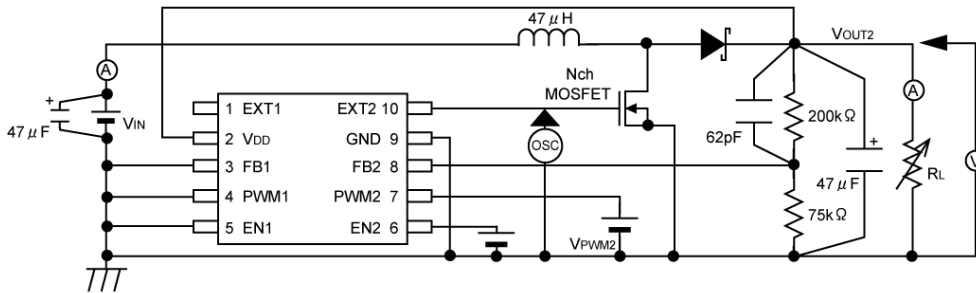 47μH
VOUT2
A
Nch
MOSFET
A
+
47μF
VIN
1 EXT1
EXT2 10
2 VDD
GND 9
3 FB1
FB2 8
4 PWM1
PWM2 7
5 EN1
EN2 6
OSC
62pF
200kΩ
+
47μF
75kΩ
RL
V
VPWM2